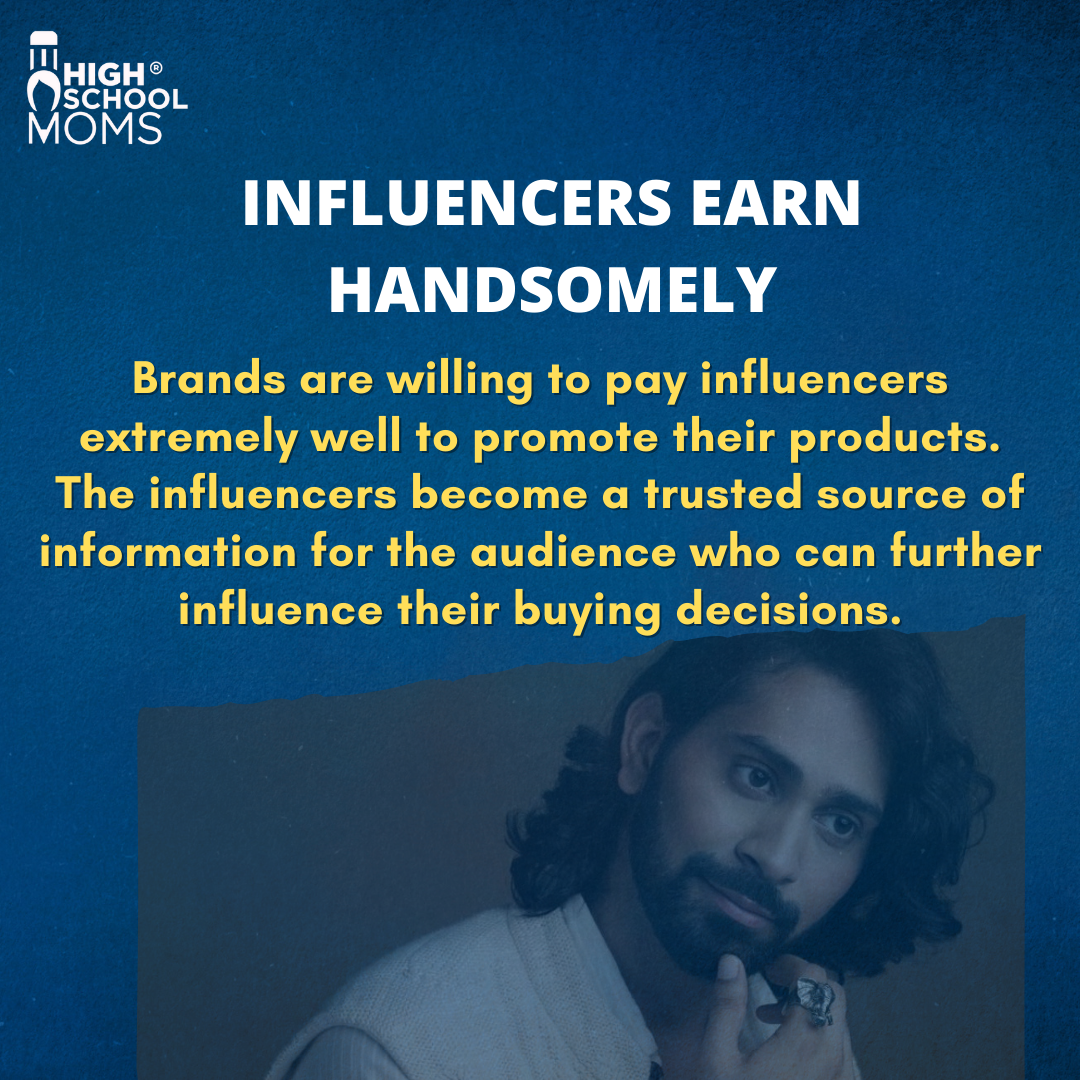 HIGH®
SCHOOL
MOMS
INFLUENCERS EARN
HANDSOMELY
Brands are willing to pay influencers
extremely well to promote their products.
The influencers become a trusted source of
information for the audience who can further
influence their buying decisions.